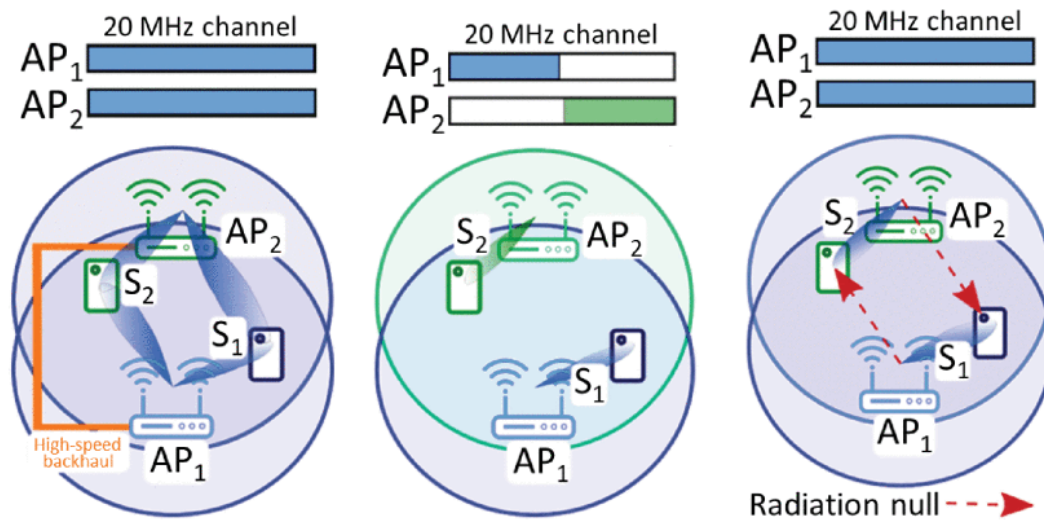 20 MHz channel
AP1
AP2
S2
AP2
S1
High-speed
backhaul
AP1
20 MHz channel
AP1
AP2
S2
AP2
S1
AP1
20 MHz channel
AP1
AP2
S2
AP2
S1
AP1
Radiation null